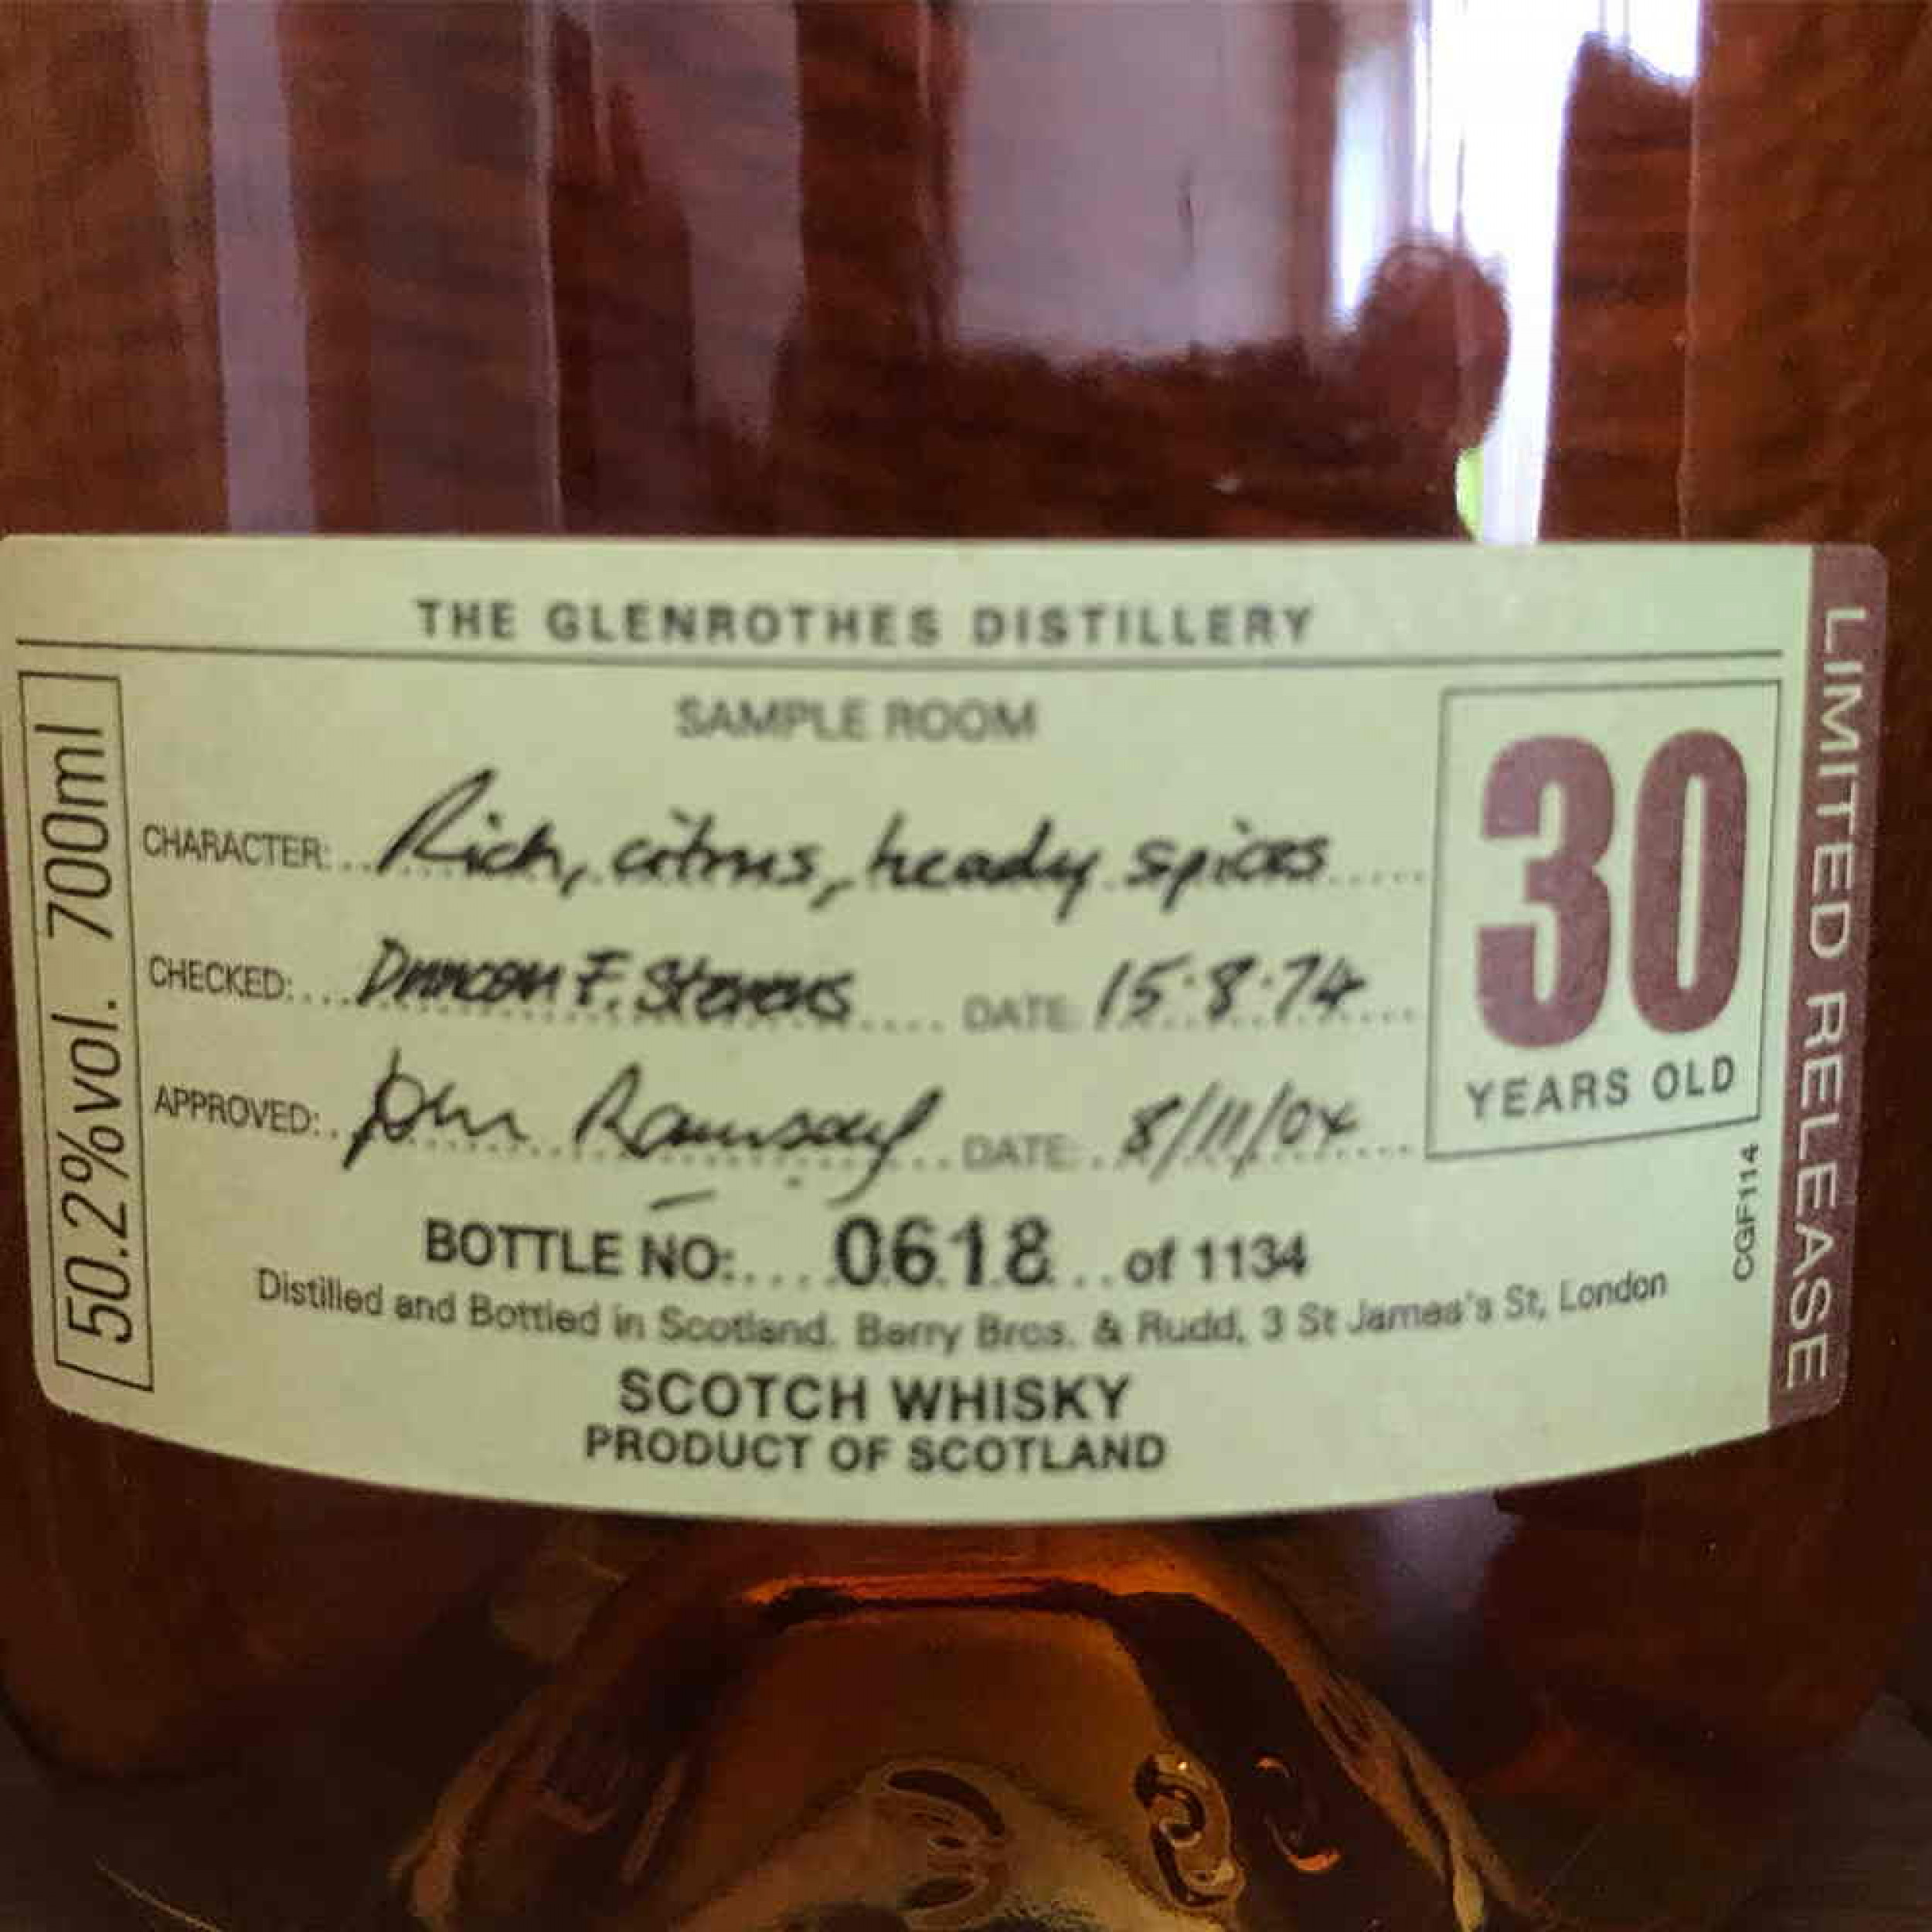 THE GLENROTHES DISTILLERY
50.2%vol. 700ml
SAMPLE ROOM
CHARACTER: Rich, citrus, heady spices
CHECKED: Duncan F. Stevens DATE: 15·8·74
APPROVED: John Ramsay DATE: 8/11/04
30
YEARS OLD
LIMITED RELEASE
CGF114
BOTTLE NO: 0618 of 1134
Distilled and Bottled in Scotland. Berry Bros. & Rudd, 3 St James's St, London
SCOTCH WHISKY
PRODUCT OF SCOTLAND